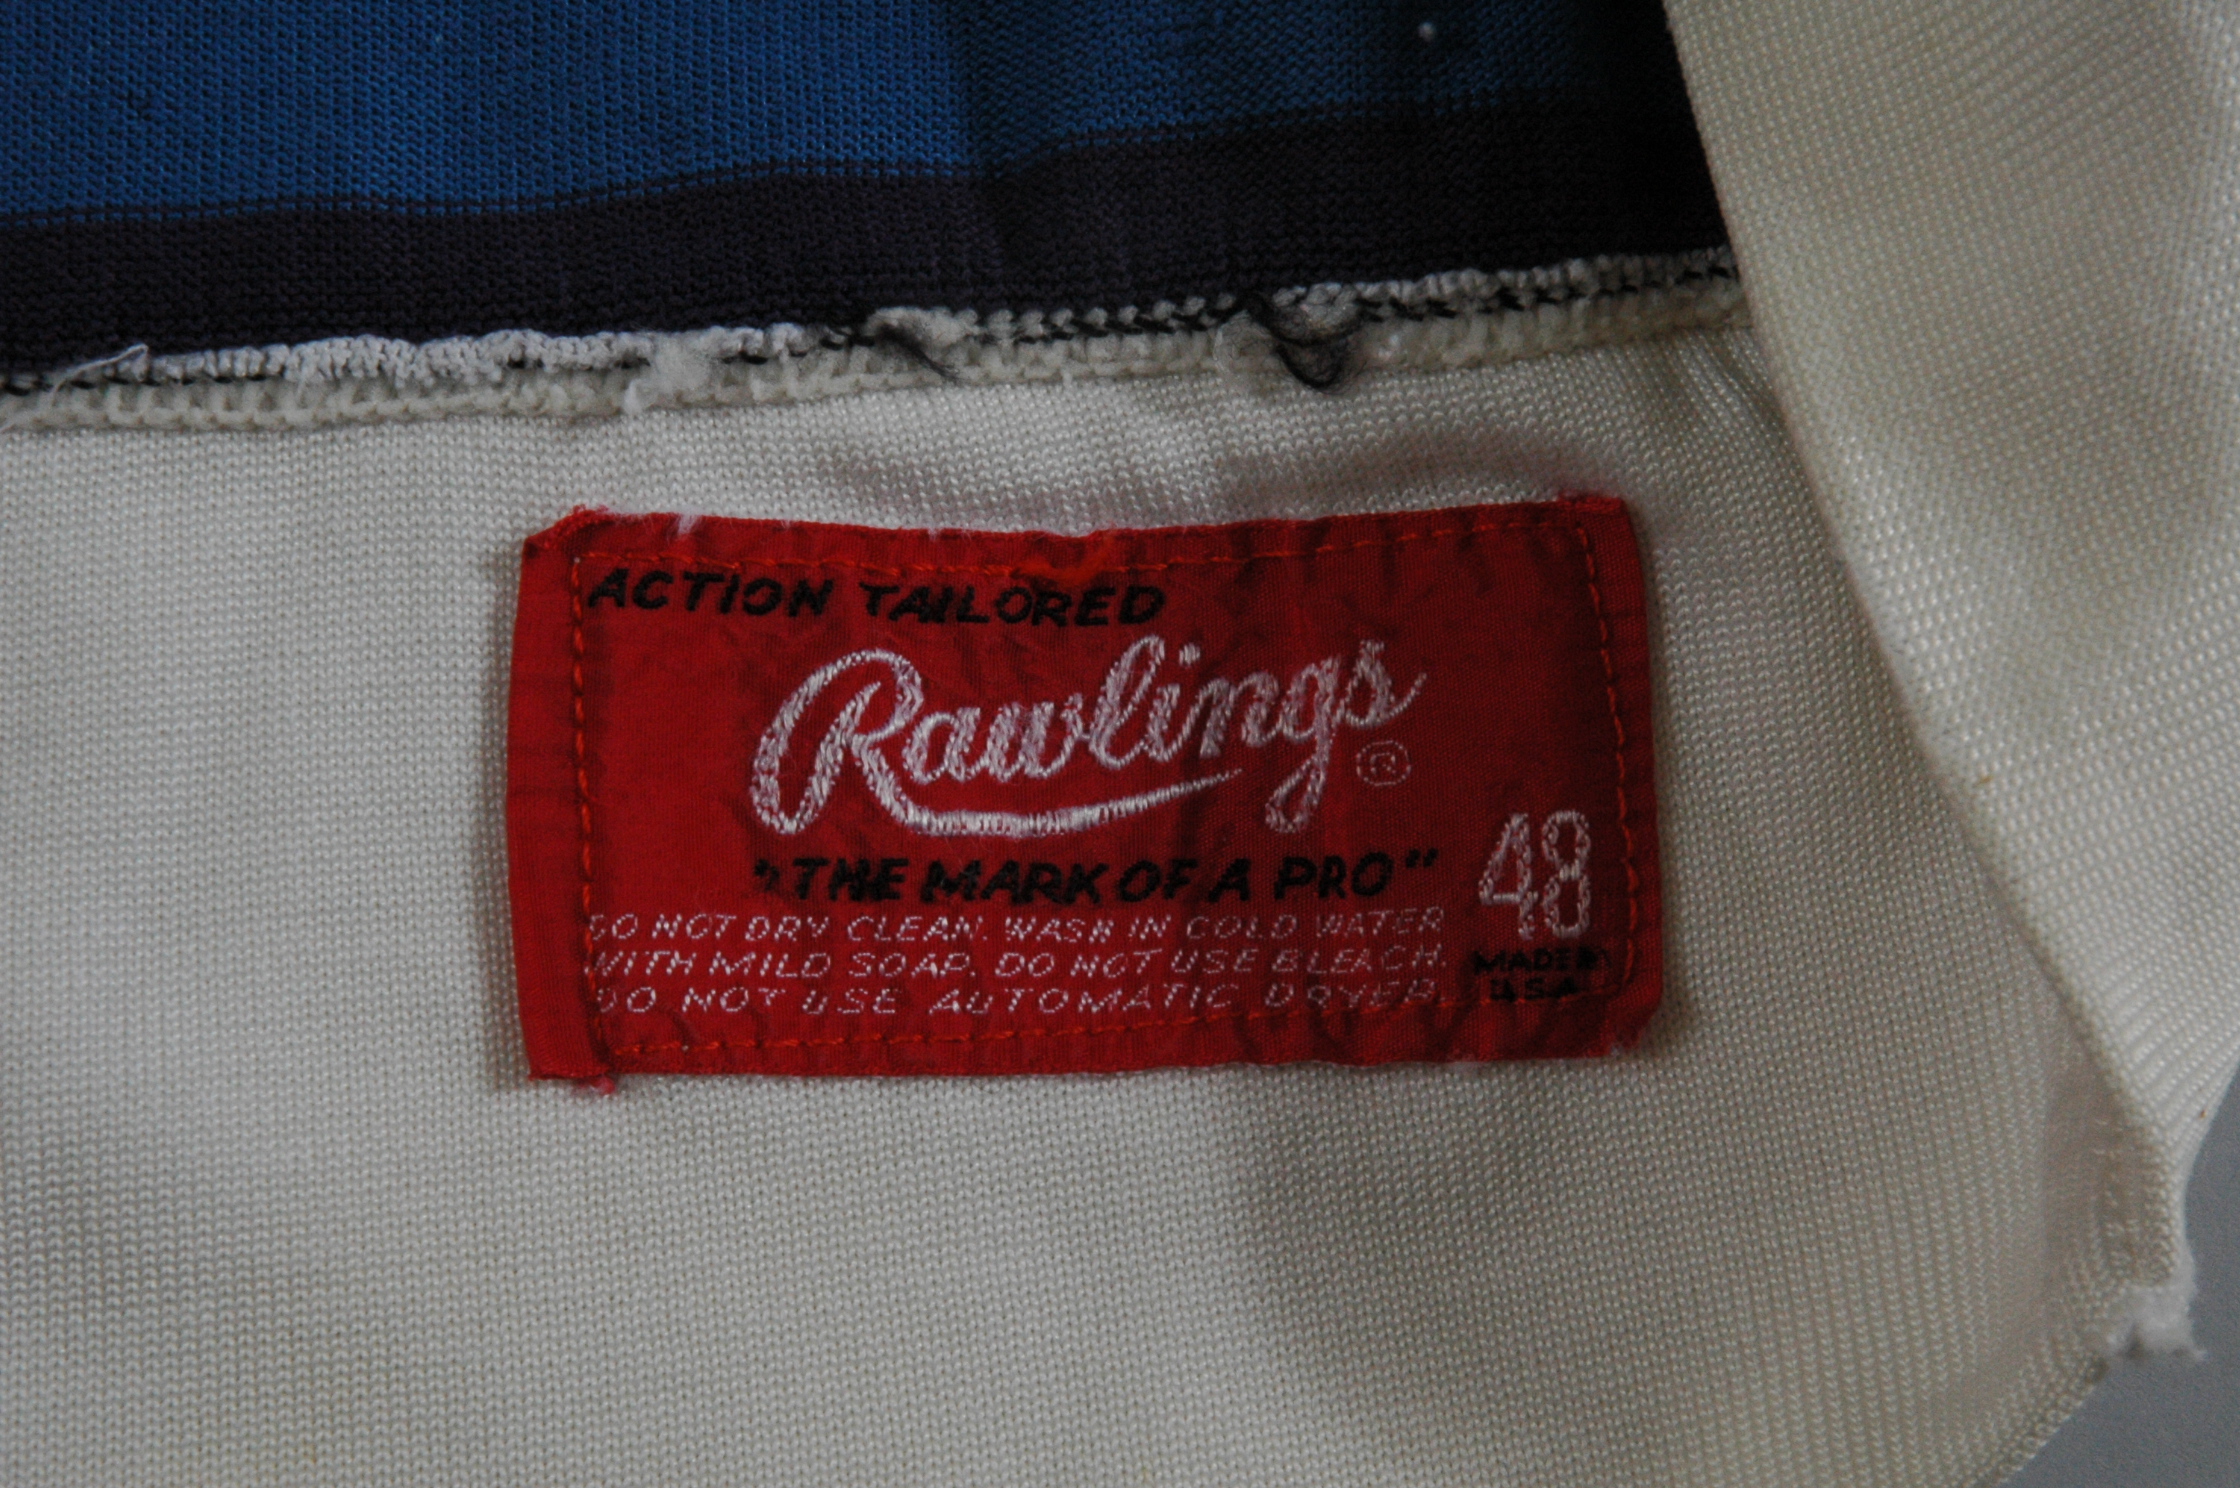 ACTION TAILORED
Rawlings ®
"THE MARK OF A PRO"
48
DO NOT DRY CLEAN. WASH IN COLD WATER
WITH MILD SOAP. DO NOT USE BLEACH.
DO NOT USE AUTOMATIC DRYER.
MADE IN
U.S.A.